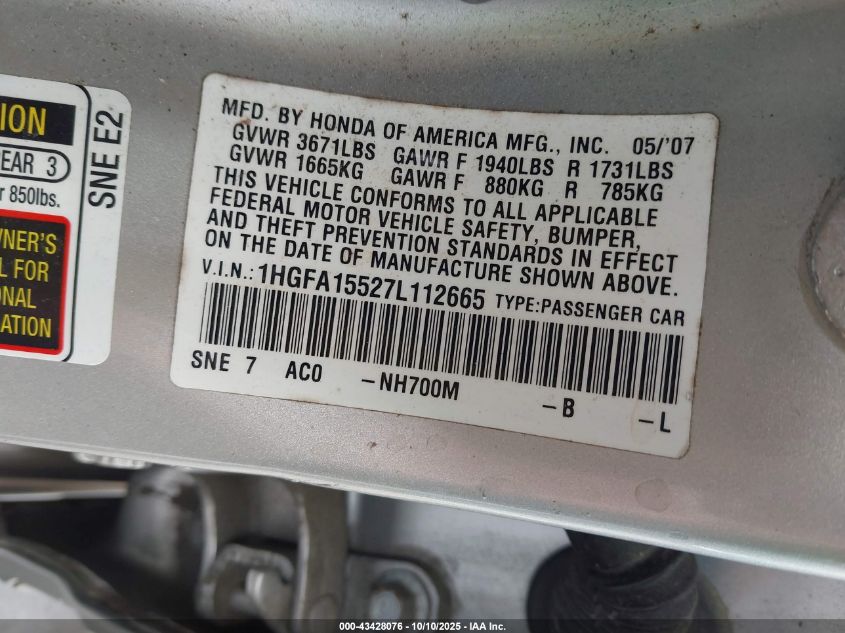 ION
EAR 3
r 850lbs.
SNE E2
WNER'S
L FOR
ONAL
ATION
MFD. BY HONDA OF AMERICA MFG., INC. 05/'07
GVWR 3671LBS GAWR F 1940LBS R 1731LBS
GVWR 1665KG GAWR F 880KG R 785KG
THIS VEHICLE CONFORMS TO ALL APPLICABLE
FEDERAL MOTOR VEHICLE SAFETY, BUMPER,
AND THEFT PREVENTION STANDARDS IN EFFECT
ON THE DATE OF MANUFACTURE SHOWN ABOVE.
V.I.N.: 1HGFA15527L112665 TYPE:PASSENGER CAR
SNE 7 AC0 -NH700M -B -L
000-43428076 - 10/10/2025 - IAA Inc.